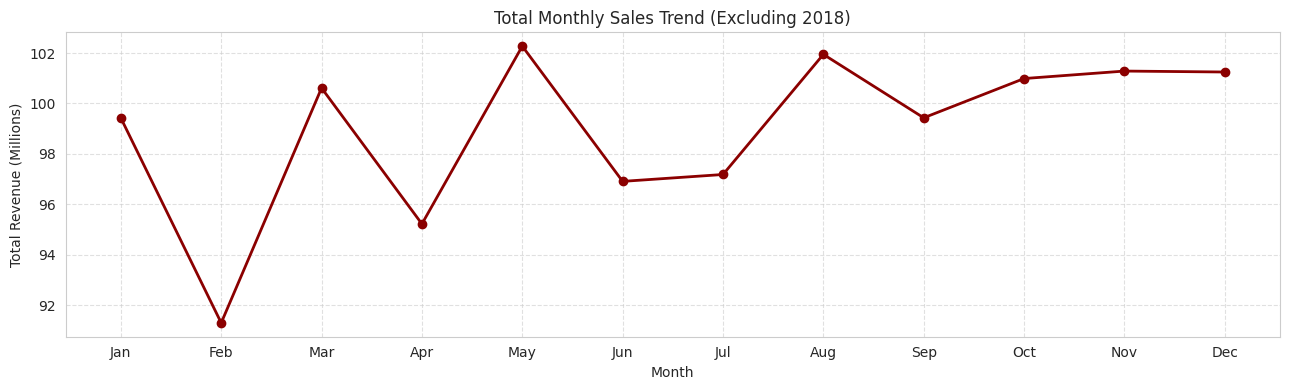 Total Monthly Sales Trend (Excluding 2018)
Total Revenue (Millions)
102
100
98
96
94
92
Jan Feb Mar Apr May Jun Jul Aug Sep Oct Nov Dec
Month